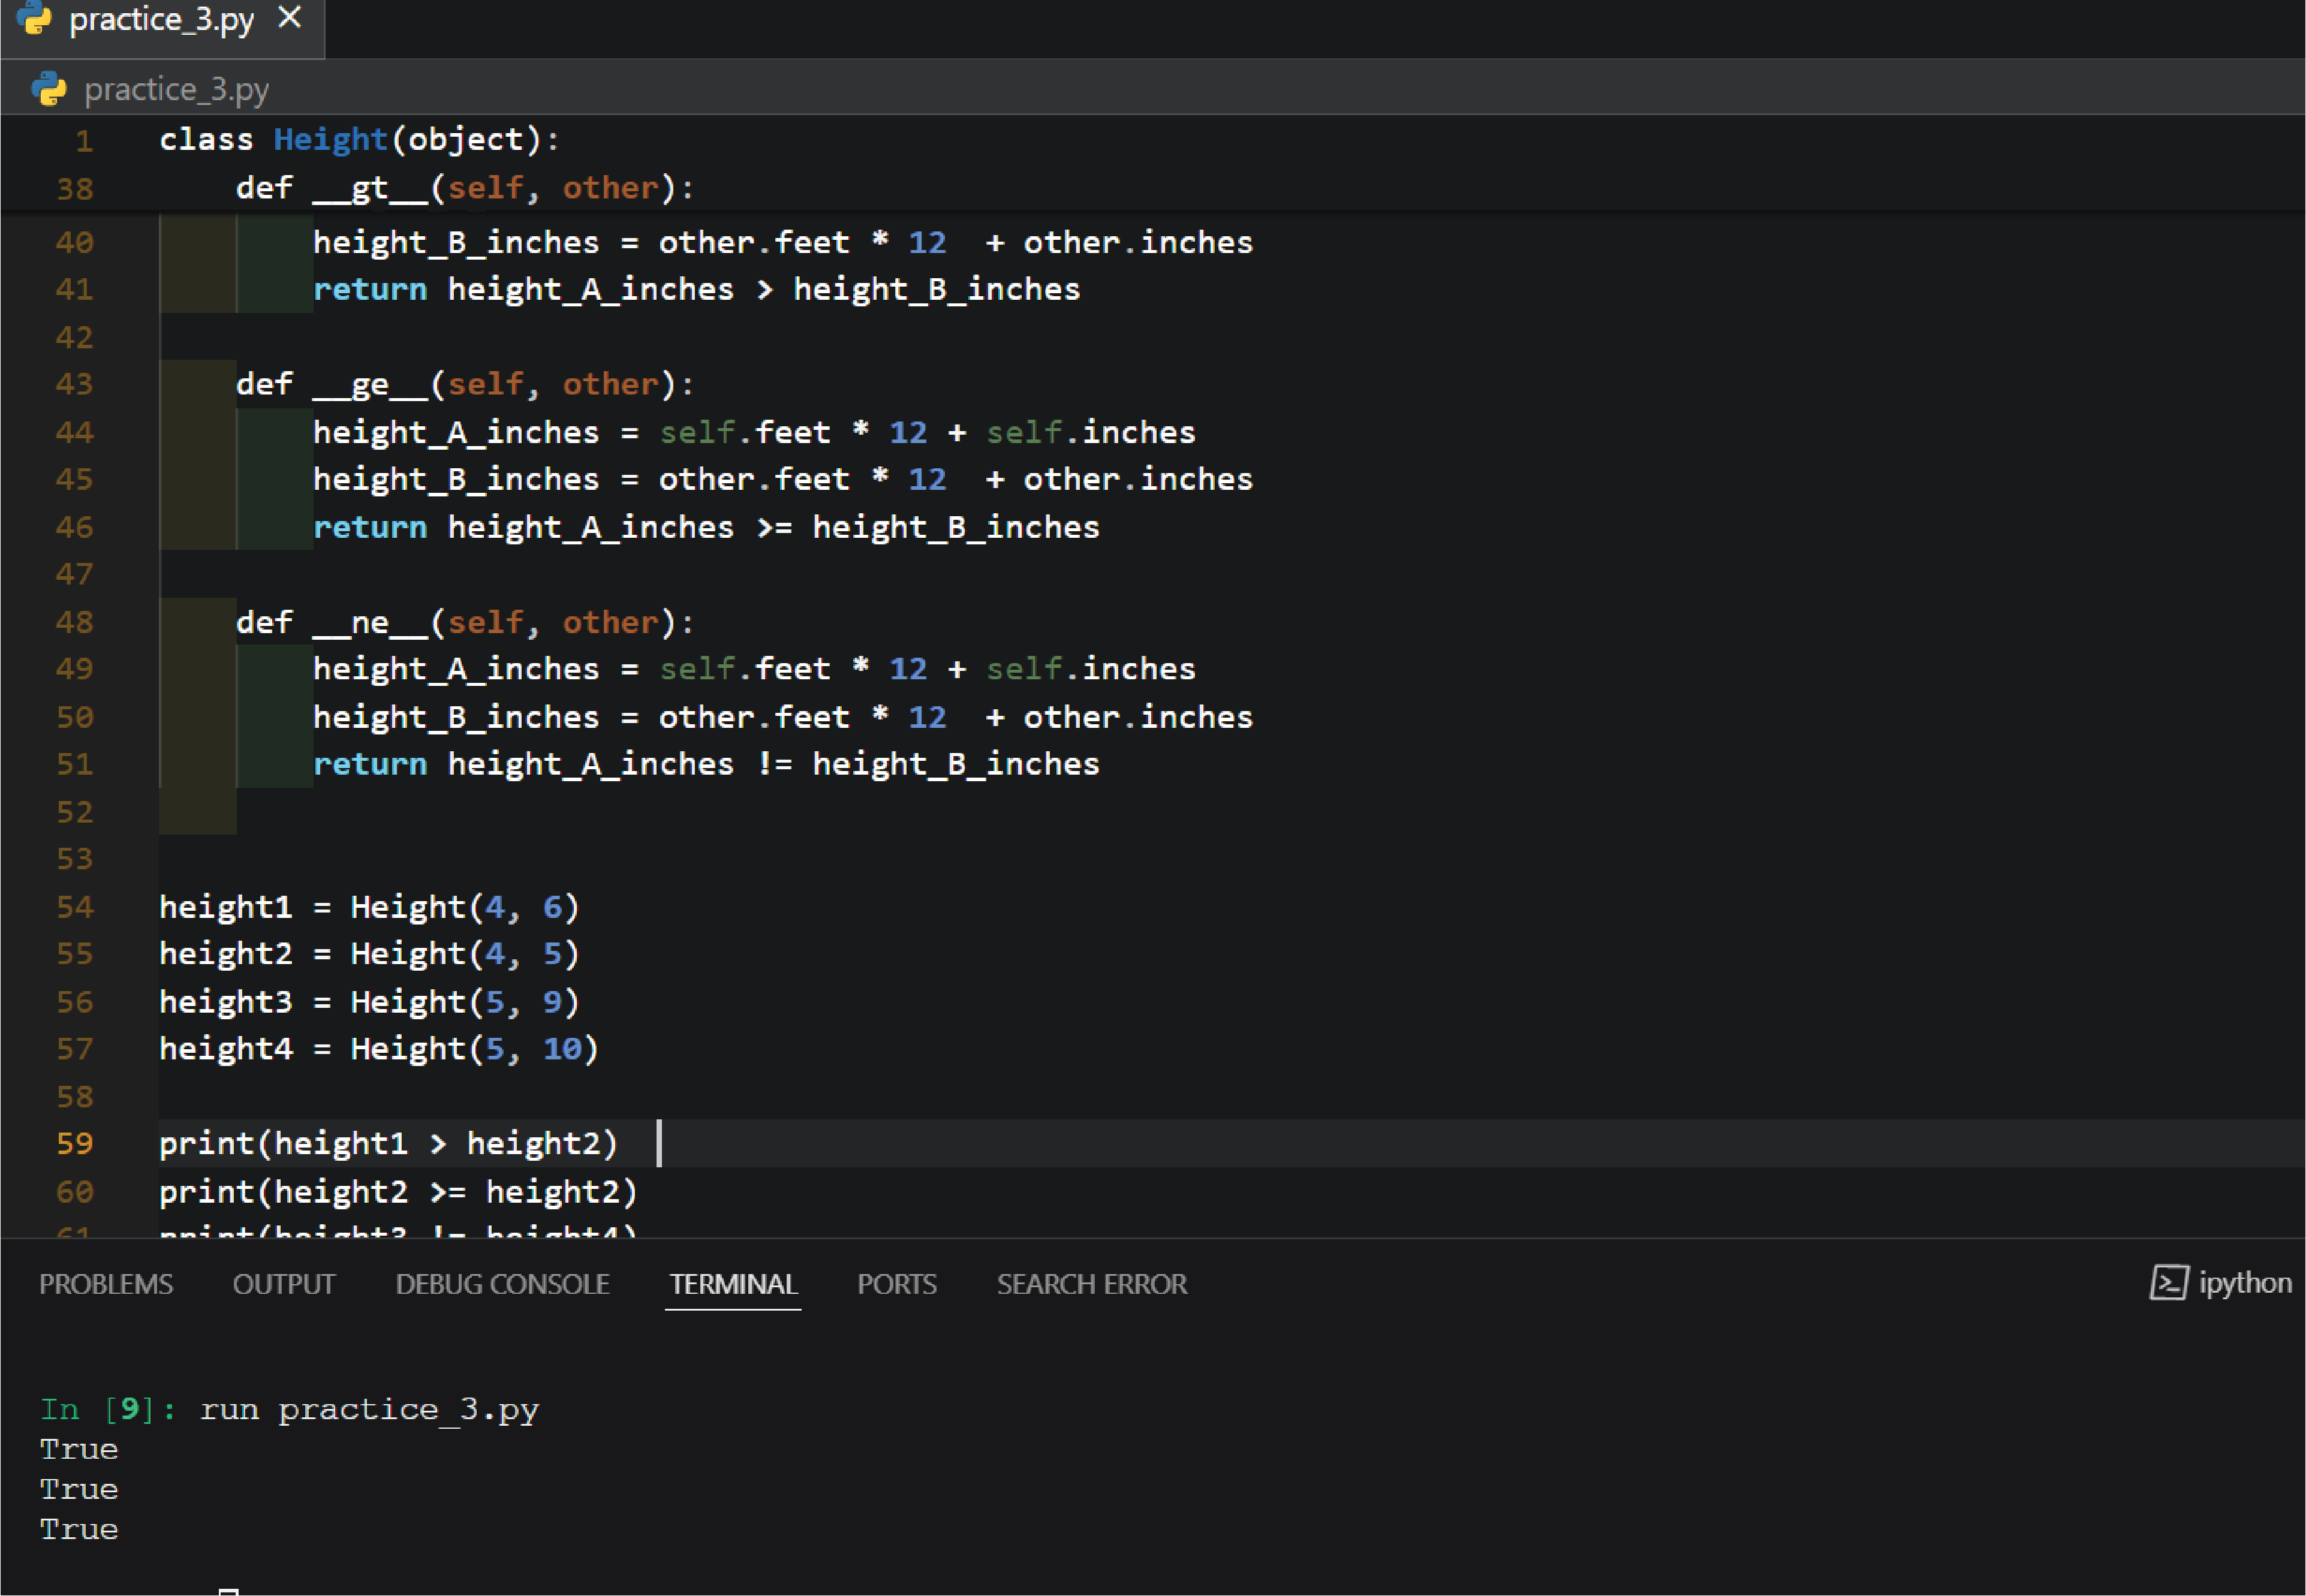 practice_3.py ✕
practice_3.py
1 class Height(object):
38     def __gt__(self, other):
40         height_B_inches = other.feet * 12  + other.inches
41         return height_A_inches > height_B_inches
42
43     def __ge__(self, other):
44         height_A_inches = self.feet * 12 + self.inches
45         height_B_inches = other.feet * 12  + other.inches
46         return height_A_inches >= height_B_inches
47
48     def __ne__(self, other):
49         height_A_inches = self.feet * 12 + self.inches
50         height_B_inches = other.feet * 12  + other.inches
51         return height_A_inches != height_B_inches
52
53
54 height1 = Height(4, 6)
55 height2 = Height(4, 5)
56 height3 = Height(5, 9)
57 height4 = Height(5, 10)
58
59 print(height1 > height2)
60 print(height2 >= height2)
61 print(height3 != height4)
PROBLEMS OUTPUT DEBUG CONSOLE TERMINAL PORTS SEARCH ERROR ipython
In [9]: run practice_3.py
True
True
True